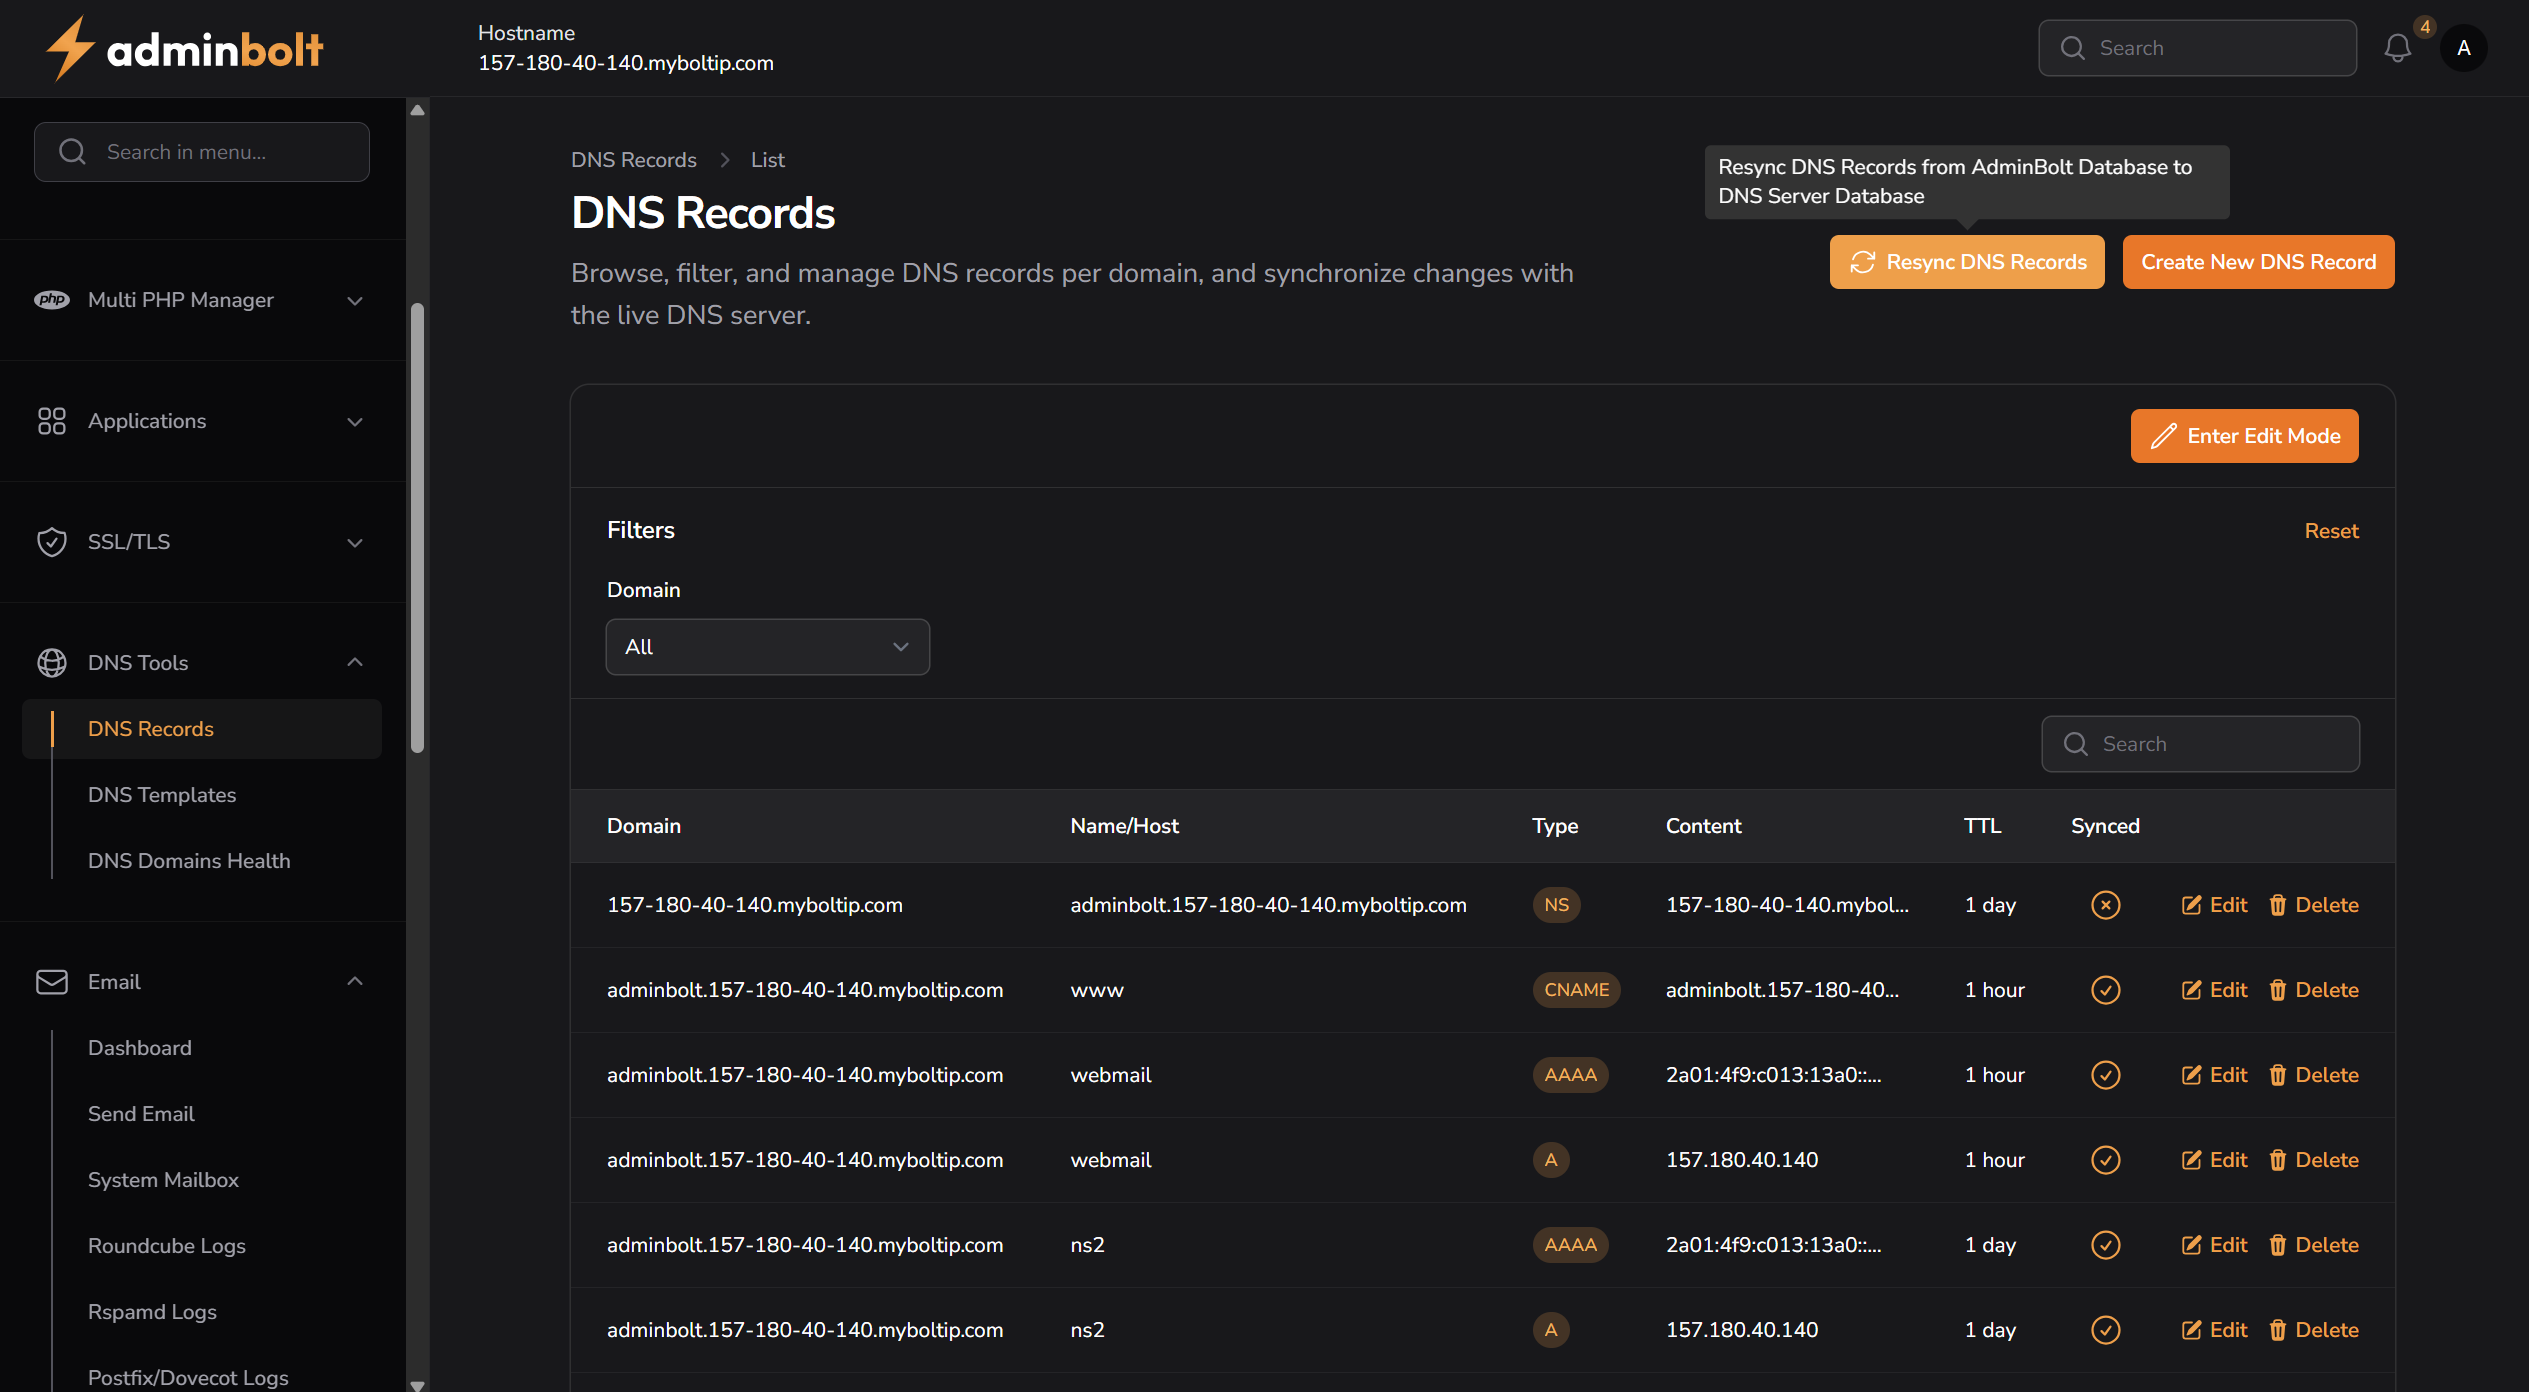 adminbolt
Hostname
157-180-40-140.myboltip.com
Search
4
A
Search in menu...
php Multi PHP Manager
Applications
SSL/TLS
DNS Tools
DNS Records
DNS Templates
DNS Domains Health
Email
Dashboard
Send Email
System Mailbox
Roundcube Logs
Rspamd Logs
Postfix/Dovecot Logs
DNS Records > List
DNS Records
Browse, filter, and manage DNS records per domain, and synchronize changes with
the live DNS server.
Resync DNS Records from AdminBolt Database to
DNS Server Database
Resync DNS Records
Create New DNS Record
Enter Edit Mode
Filters
Reset
Domain
All
Search
Domain Name/Host Type Content TTL Synced
157-180-40-140.myboltip.com adminbolt.157-180-40-140.myboltip.com NS 157-180-40-140.mybol... 1 day Edit Delete
adminbolt.157-180-40-140.myboltip.com www CNAME adminbolt.157-180-40... 1 hour Edit Delete
adminbolt.157-180-40-140.myboltip.com webmail AAAA 2a01:4f9:c013:13a0::... 1 hour Edit Delete
adminbolt.157-180-40-140.myboltip.com webmail A 157.180.40.140 1 hour Edit Delete
adminbolt.157-180-40-140.myboltip.com ns2 AAAA 2a01:4f9:c013:13a0::... 1 day Edit Delete
adminbolt.157-180-40-140.myboltip.com ns2 A 157.180.40.140 1 day Edit Delete